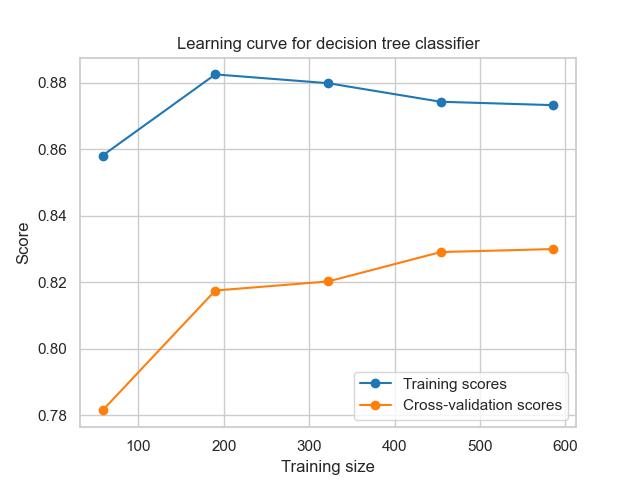 Learning curve for decision tree classifier
0.88
0.86
0.84
0.82
0.80
0.78
Score
Training scores
Cross-validation scores
100 200 300 400 500 600
Training size